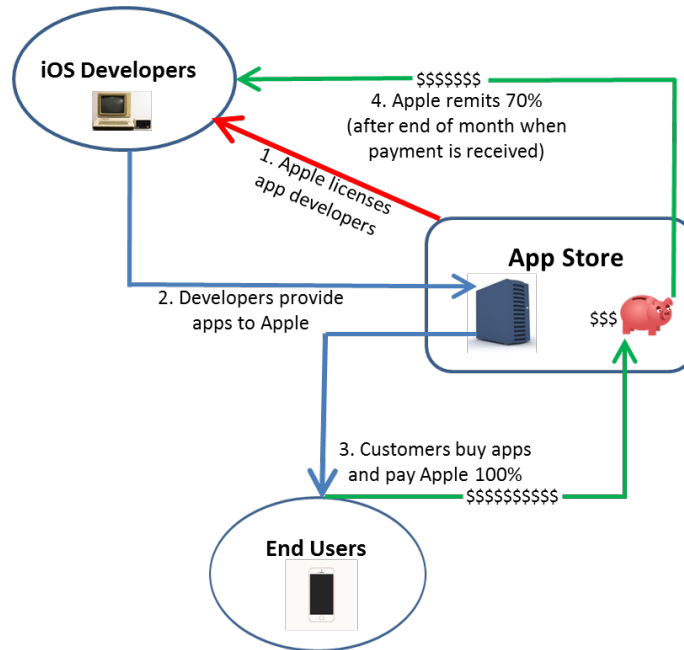 iOS Developers
$$$$$$$
4. Apple remits 70%
(after end of month when
payment is received)
1. Apple licenses
app developers
App Store
2. Developers provide
apps to Apple
$$$
3. Customers buy apps
and pay Apple 100%
$$$$$$$$$$
End Users